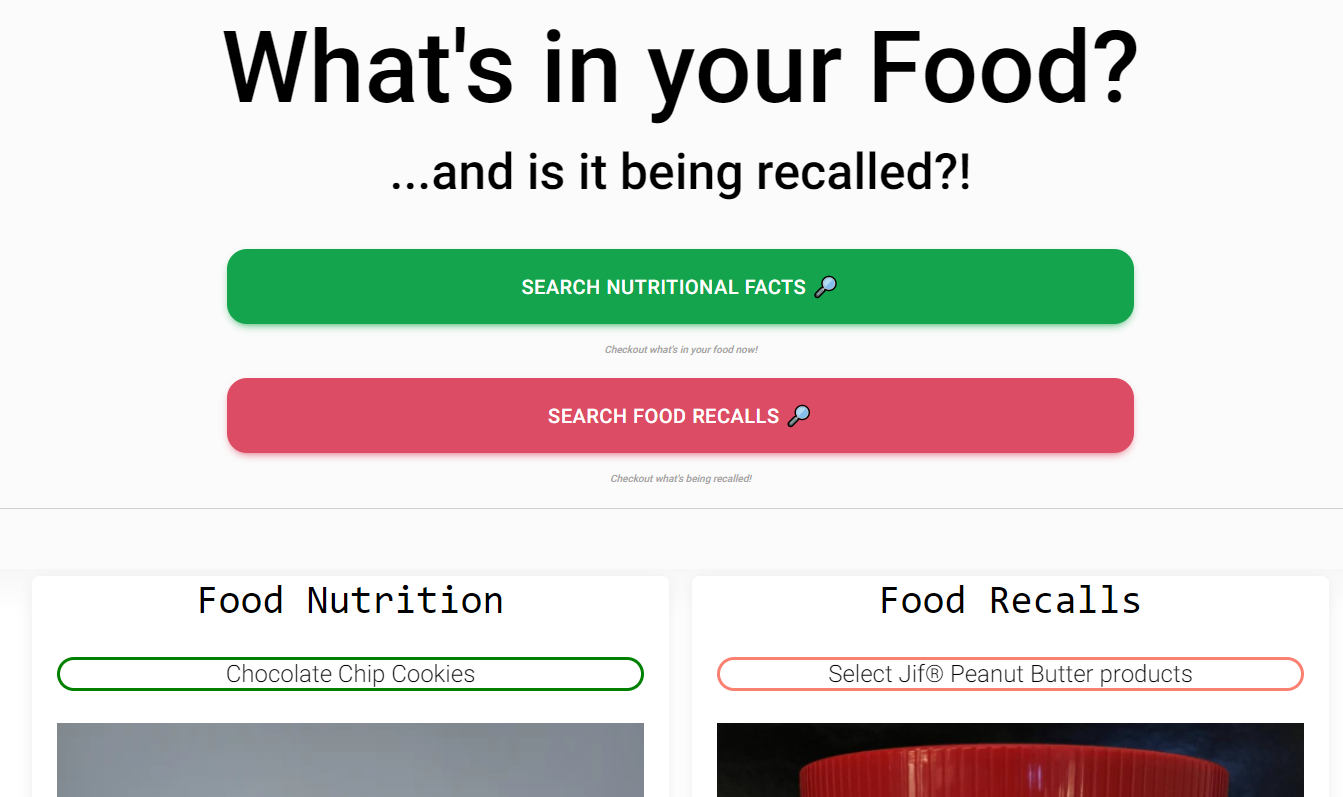 What's in your Food?
...and is it being recalled?!
SEARCH NUTRITIONAL FACTS 🔎
Checkout what's in your food now!
SEARCH FOOD RECALLS 🔎
Checkout what's being recalled!
Food Nutrition
Chocolate Chip Cookies
Food Recalls
Select Jif® Peanut Butter products